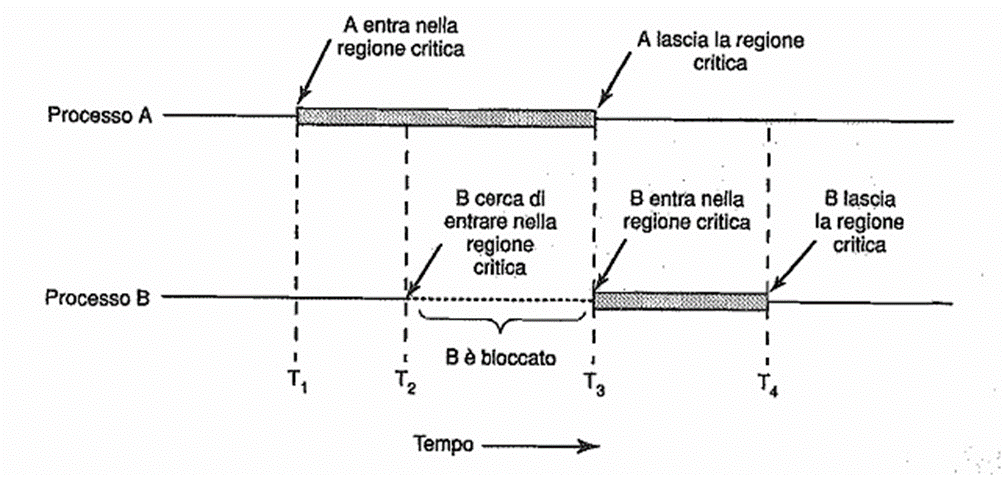 A entra nella
regione critica
A lascia la regione
critica
Processo A
B cerca di
entrare nella
regione
critica
B entra nella
regione critica
B lascia
la regione
critica
Processo B
B è bloccato
T1
T2
T3
T4
Tempo